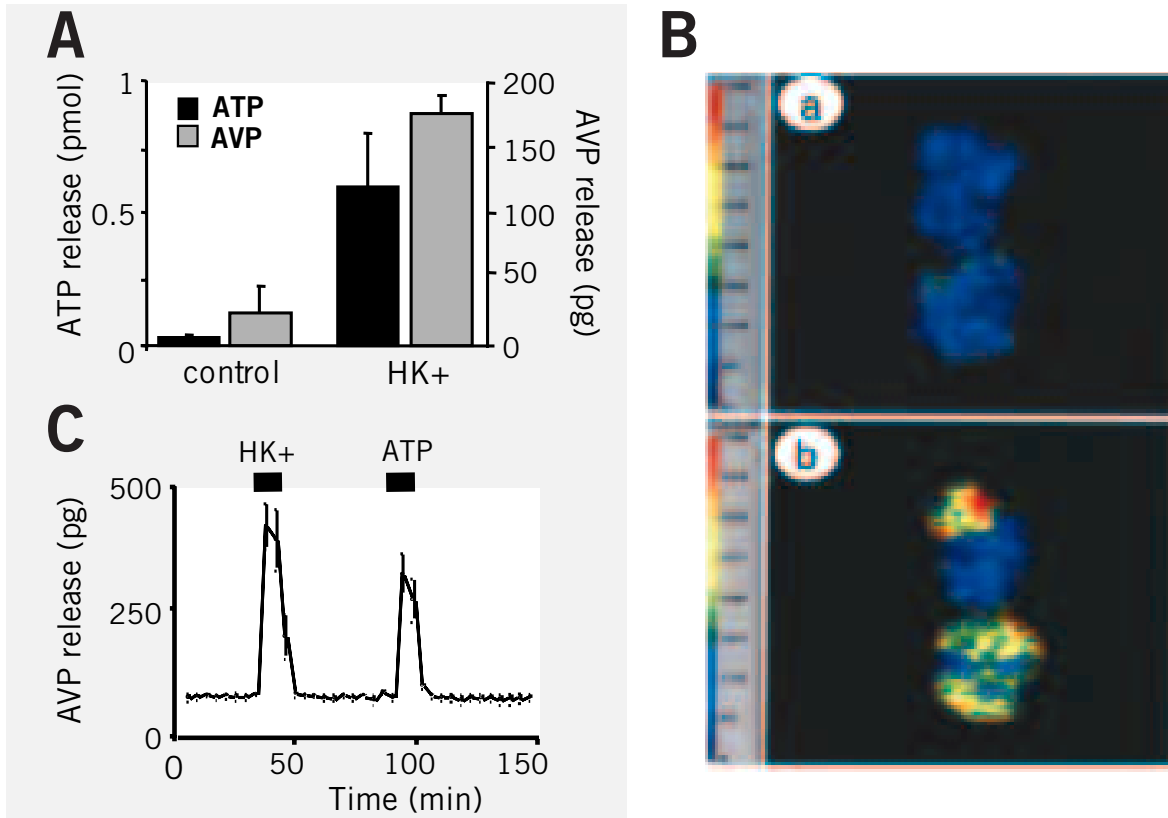 A
ATP release (pmol)
1
0.5
0
ATP
AVP
200
150
100
50
0
AVP release (pg)
control
HK+
B
a
b
C
HK+
ATP
AVP release (pg)
500
250
0
0
50
100
150
Time (min)